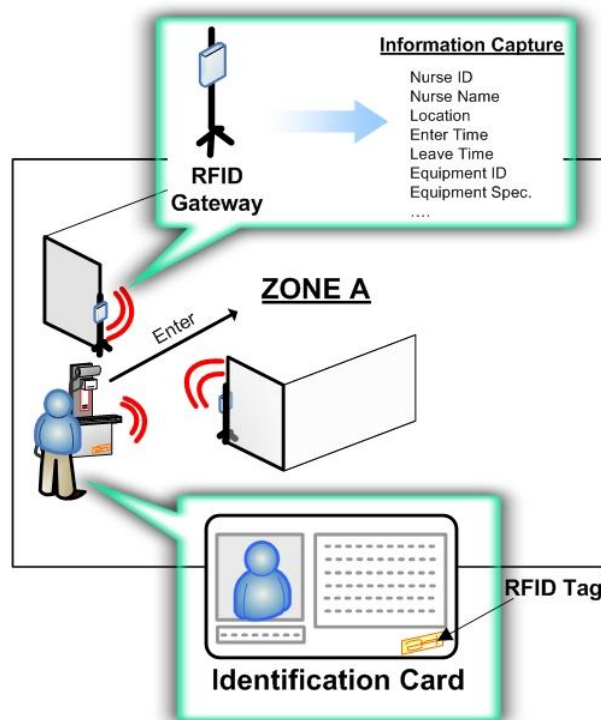 Information Capture
Nurse ID
Nurse Name
Location
Enter Time
Leave Time
Equipment ID
Equipment Spec.
....
RFID
Gateway
ZONE A
Enter
RFID Tag
Identification Card